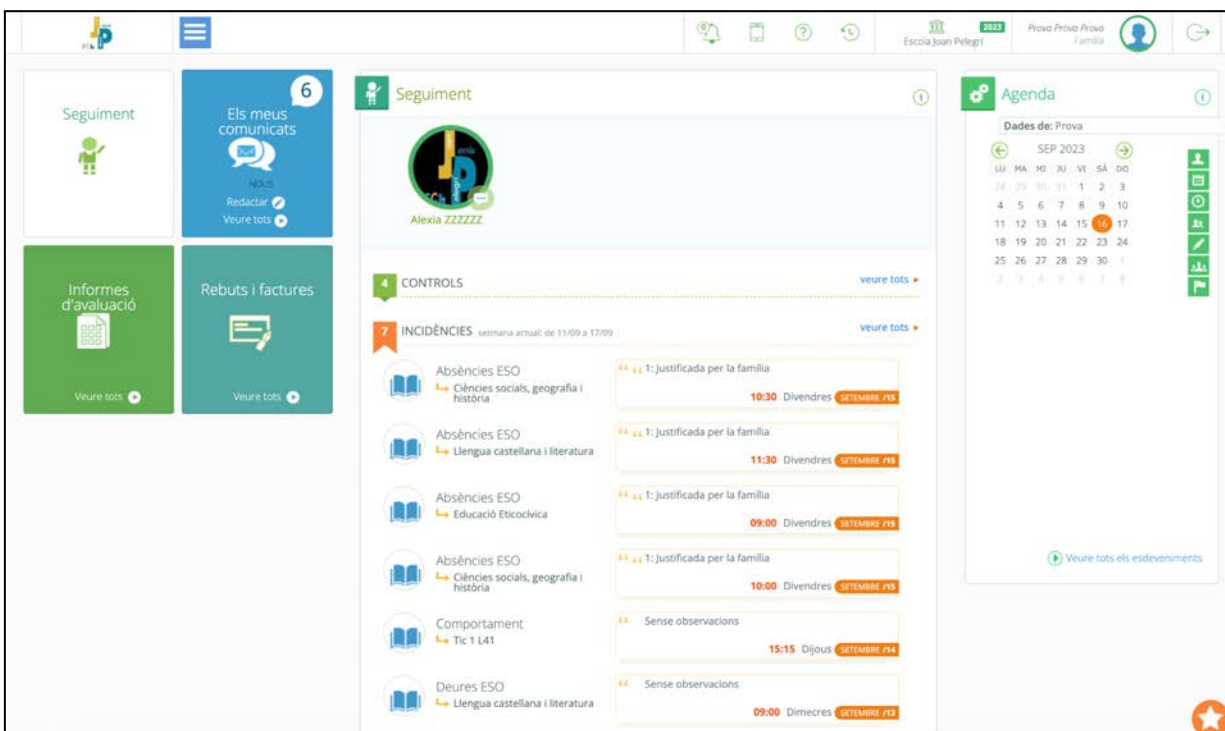 JP
Escola Joan Pelegrí
2023
Prova Prova Prova
Família
Seguiment
6
Els meus
comunicats
NOUS
Redactar
Veure tots
Informes
d'avaluació
Veure tots
Rebuts i factures
Veure tots
Seguiment
Alexia ZZZZZZ
4 CONTROLS veure tots
7 INCIDÈNCIES setmana actual: de 11/09 a 17/09 veure tots
Absències ESO
Ciències socials, geografia i
història
1: Justificada per la família
10:30 Divendres SETEMBRE /15
Absències ESO
Llengua castellana i literatura
1: Justificada per la família
11:30 Divendres SETEMBRE /15
Absències ESO
Educació Eticocívica
1: Justificada per la família
09:00 Divendres SETEMBRE /15
Absències ESO
Ciències socials, geografia i
història
1: Justificada per la família
10:00 Divendres SETEMBRE /15
Comportament
Tic 1 L41
Sense observacions
15:15 Dijous SETEMBRE /14
Deures ESO
Llengua castellana i literatura
Sense observacions
09:00 Dimecres SETEMBRE /13
Agenda
Dades de: Prova
SEP 2023
LU MA MI JU VI SÁ DO
28 29 30 31 1 2 3
4 5 6 7 8 9 10
11 12 13 14 15 16 17
18 19 20 21 22 23 24
25 26 27 28 29 30 1
2 3 4 5 6 7 8
Veure tots els esdeveniments